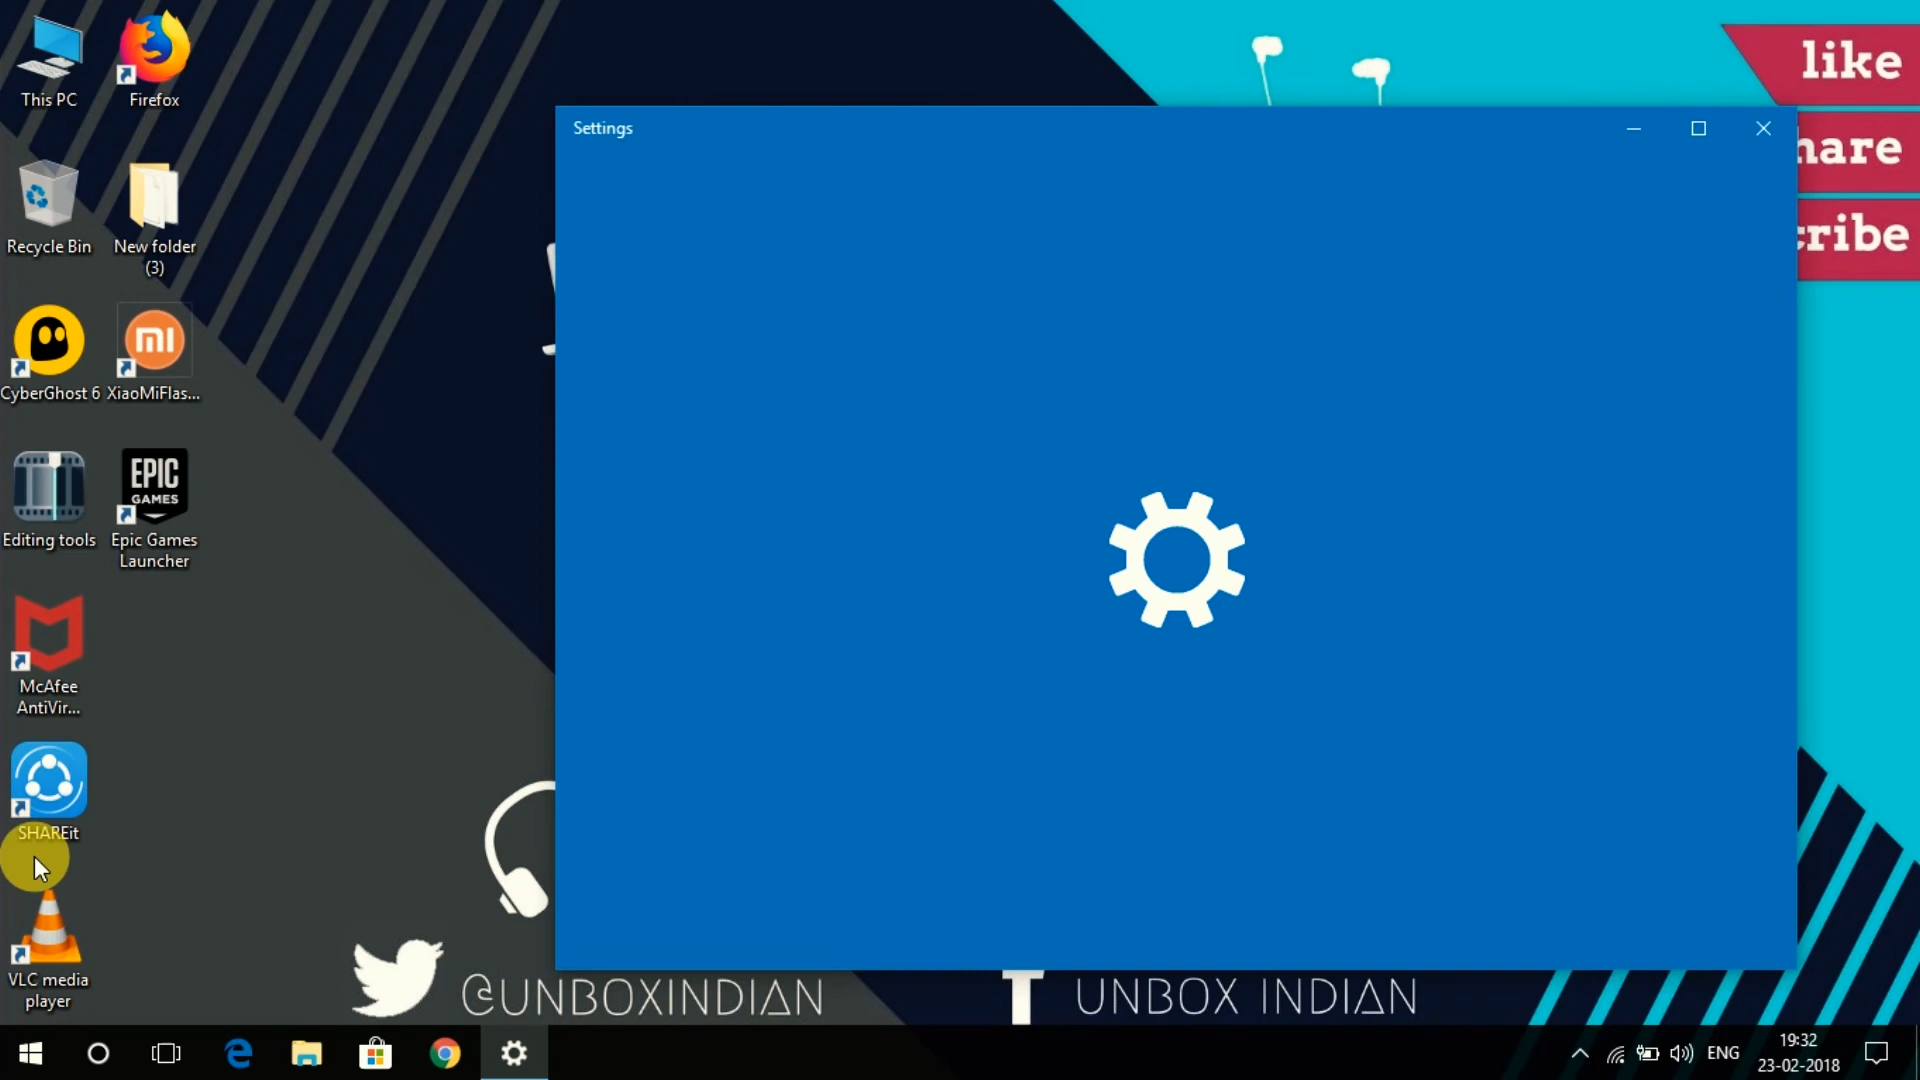 This PC
Firefox
Recycle Bin
New folder
(3)
CyberGhost 6
XiaoMiFlas...
Editing tools
EPIC
GAMES
Epic Games
Launcher
McAfee
AntiVir...
SHAREit
VLC media
player
Settings
like
hare
cribe
@UNBOXINDIAN
UNBOX INDIAN
ENG
19:32
23-02-2018